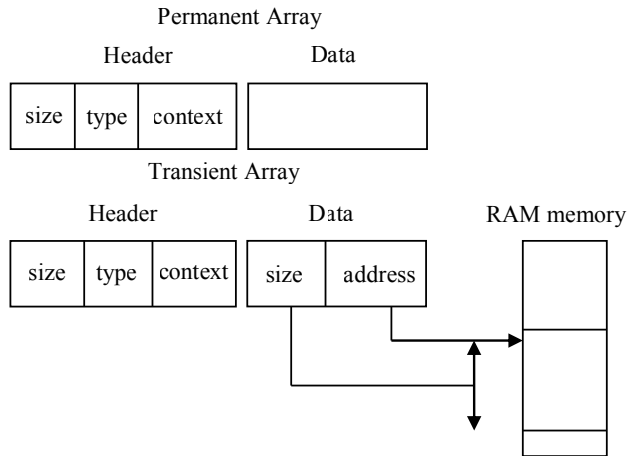 Permanent Array
Header Data
size type context
Transient Array
Header Data RAM memory
size type context size address